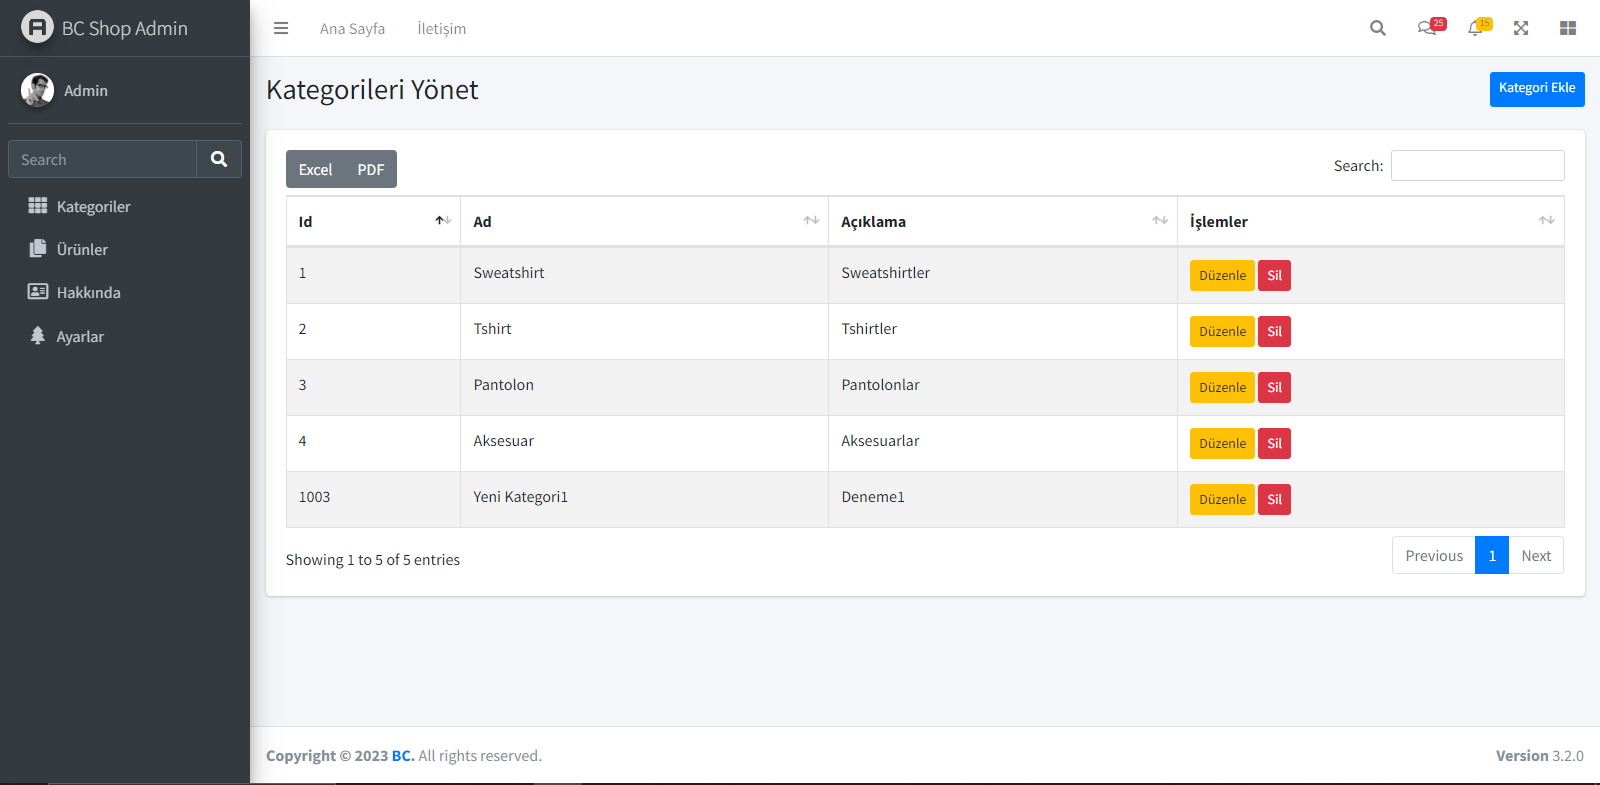 BC Shop Admin
Ana Sayfa İletişim
25
15
Admin
Search
Kategoriler
Ürünler
Hakkında
Ayarlar
Kategorileri Yönet
Kategori Ekle
Excel PDF
Search:
Id Ad Açıklama İşlemler
1 Sweatshirt Sweatshirtler Düzenle Sil
2 Tshirt Tshirtler Düzenle Sil
3 Pantolon Pantolonlar Düzenle Sil
4 Aksesuar Aksesuarlar Düzenle Sil
1003 Yeni Kategori1 Deneme1 Düzenle Sil
Showing 1 to 5 of 5 entries
Previous 1 Next
Copyright © 2023 BC. All rights reserved.
Version 3.2.0